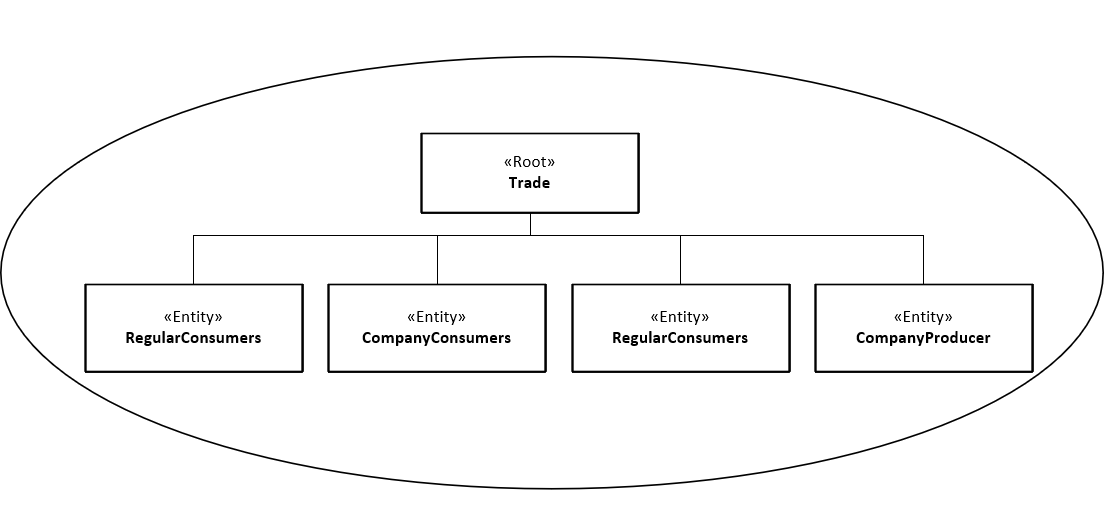 «Root»
Trade
«Entity»
RegularConsumers
«Entity»
CompanyConsumers
«Entity»
RegularConsumers
«Entity»
CompanyProducer